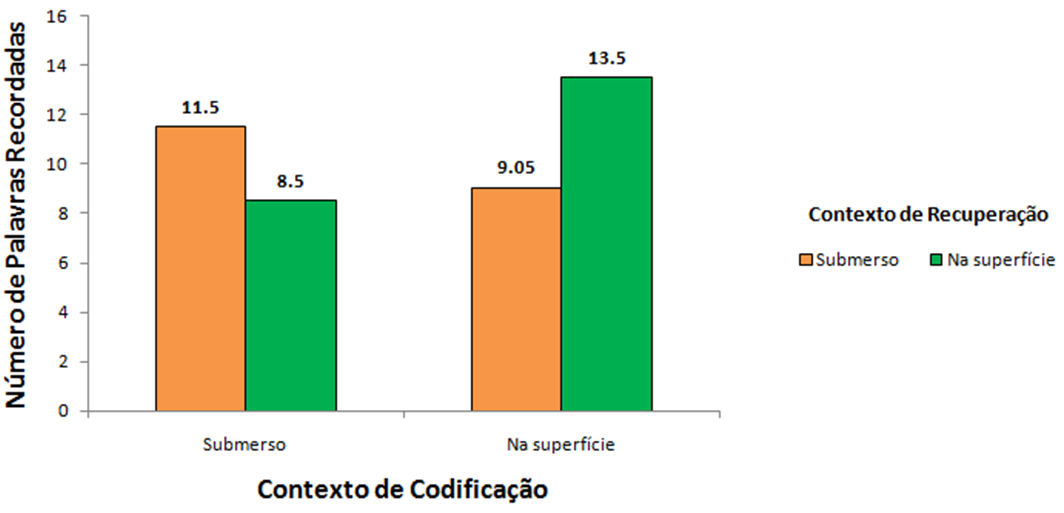 Número de Palavras Recordadas
16
14
12
10
8
6
4
2
0
11.5
8.5
9.05
13.5
Submerso
Na superfície
Contexto de Codificação
Contexto de Recuperação
Submerso
Na superfície